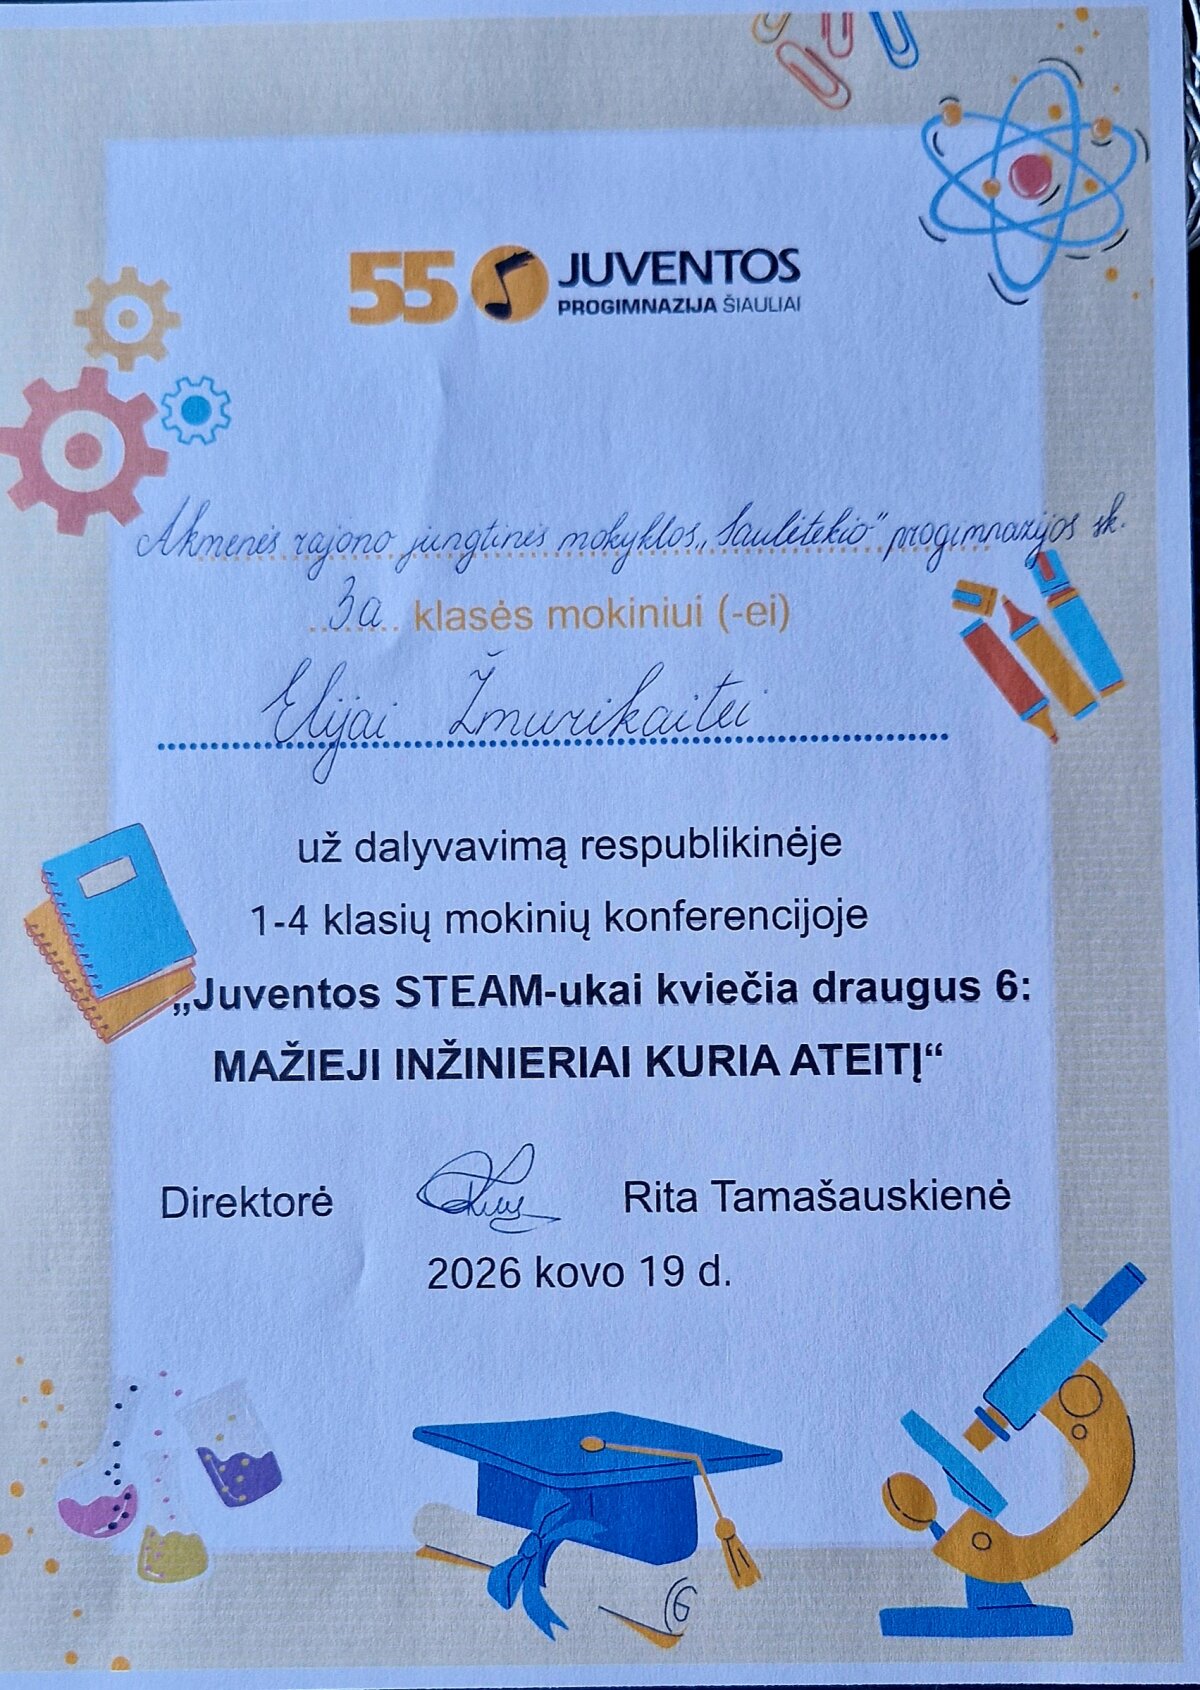 55 JUVENTOS
PROGIMNAZIJA ŠIAULIAI
Akmenės rajono jungtinės mokyklos „Saulėtekio“ progimnazijos sk.
3a klasės mokiniui (-ei)
Elijai Žmurikaitei
už dalyvavimą respublikinėje
1-4 klasių mokinių konferencijoje
„Juventos STEAM-ukai kviečia draugus 6:
MAŽIEJI INŽINIERIAI KURIA ATEITĮ“
Direktorė Rita Tamašauskienė
2026 kovo 19 d.